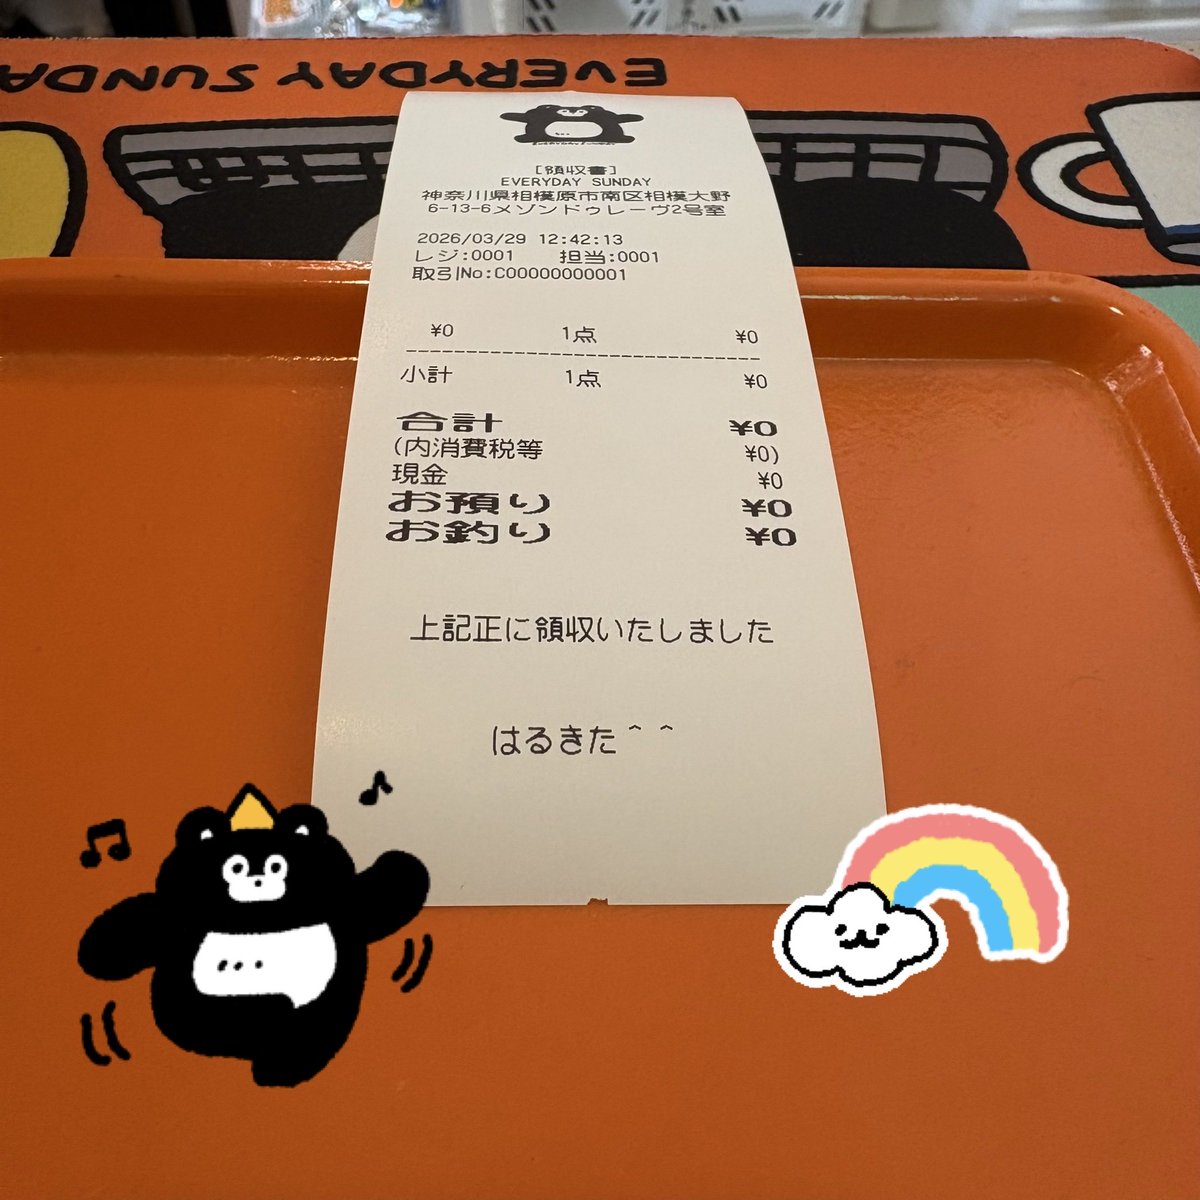 EVERYDAY SUNDA
EVERYDAY SUNDAY
[領収書]
EVERYDAY SUNDAY
神奈川県相模原市南区相模大野
6-13-6メゾンドゥレーヴ2号室
2026/03/29 12:42:13
レジ:0001 担当:0001
取引No:C00000000001
¥0 1点 ¥0
小計 1点 ¥0
合計 ¥0
(内消費税等 ¥0)
現金 ¥0
お預り ¥0
お釣り ¥0
上記正に領収いたしました
はるきた＾＾